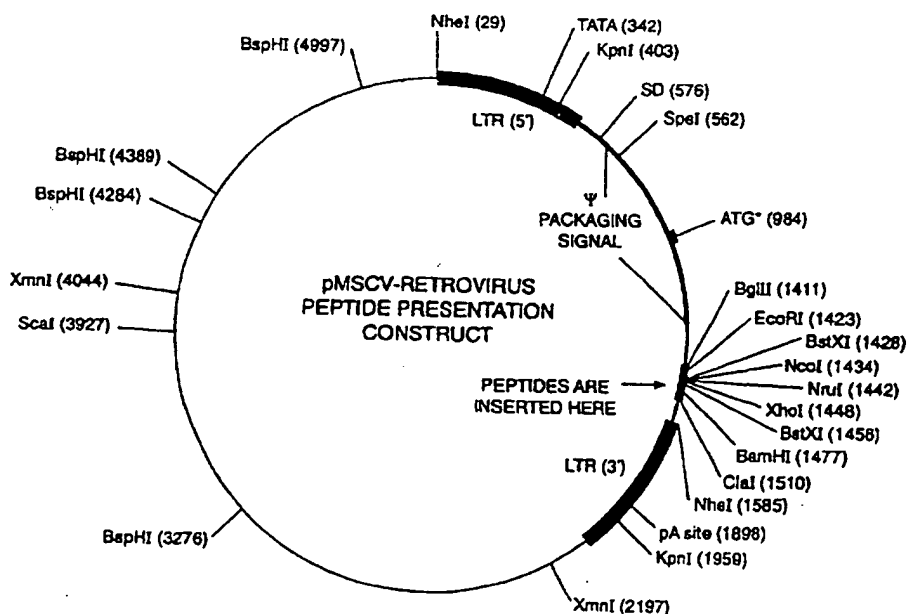 NheI (29)
TATA (342)
KpnI (403)
BspHI (4997)
SD (576)
SpeI (562)
LTR (5')
BspHI (4389)
BspHI (4284)
Ψ
PACKAGING
SIGNAL
ATG° (984)
XmnI (4044)
ScaI (3927)
pMSCV-RETROVIRUS
PEPTIDE PRESENTATION
CONSTRUCT
BglII (1411)
EcoRI (1423)
BstXI (1428)
NcoI (1434)
NruI (1442)
XhoI (1448)
BstXI (1456)
BamHI (1477)
ClaI (1510)
NheI (1585)
PEPTIDES ARE
INSERTED HERE
LTR (3')
pA site (1898)
KpnI (1959)
BspHI (3276)
XmnI (2197)